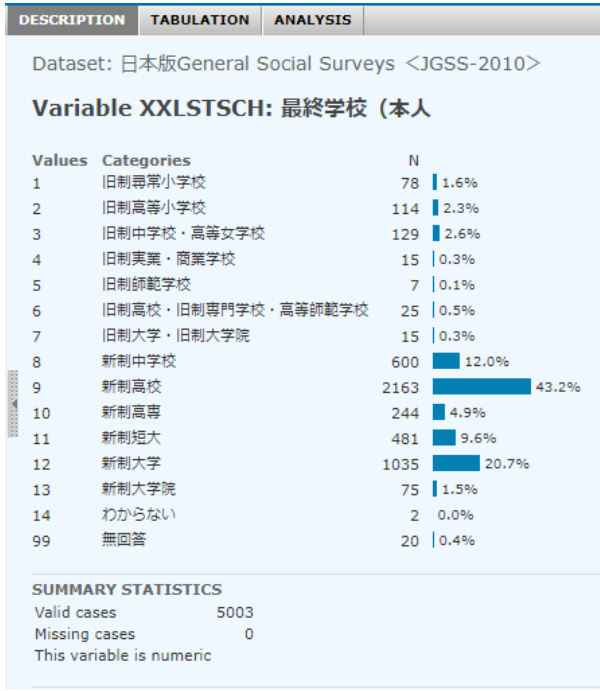 DESCRIPTION TABULATION ANALYSIS
Dataset: 日本版General Social Surveys <JGSS-2010>
Variable XXLSTSCH: 最終学校（本人
Values Categories N
1 旧制尋常小学校 78 1.6%
2 旧制高等小学校 114 2.3%
3 旧制中学校・高等女学校 129 2.6%
4 旧制実業・商業学校 15 0.3%
5 旧制師範学校 7 0.1%
6 旧制高校・旧制専門学校・高等師範学校 25 0.5%
7 旧制大学・旧制大学院 15 0.3%
8 新制中学校 600 12.0%
9 新制高校 2163 43.2%
10 新制高専 244 4.9%
11 新制短大 481 9.6%
12 新制大学 1035 20.7%
13 新制大学院 75 1.5%
14 わからない 2 0.0%
99 無回答 20 0.4%
SUMMARY STATISTICS
Valid cases 5003
Missing cases 0
This variable is numeric